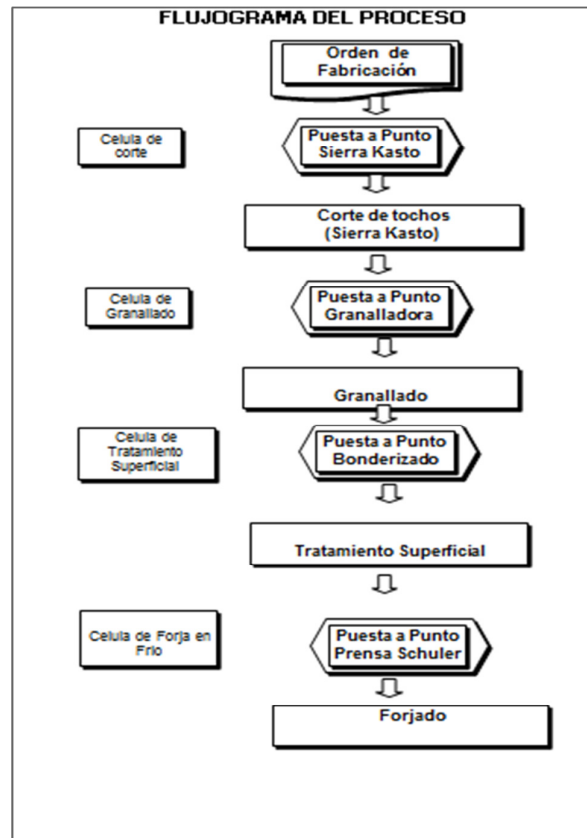 FLUJOGRAMA DEL PROCESO
Orden de
Fabricación
Celula de
corte
Puesta a Punto
Sierra Kasto
Corte de tochos
(Sierra Kasto)
Celula de
Granallado
Puesta a Punto
Granalladora
Granallado
Celula de
Tratamiento
Superficial
Puesta a Punto
Bonderizado
Tratamiento Superficial
Celula de Forja en
Frio
Puesta a Punto
Prensa Schuler
Forjado